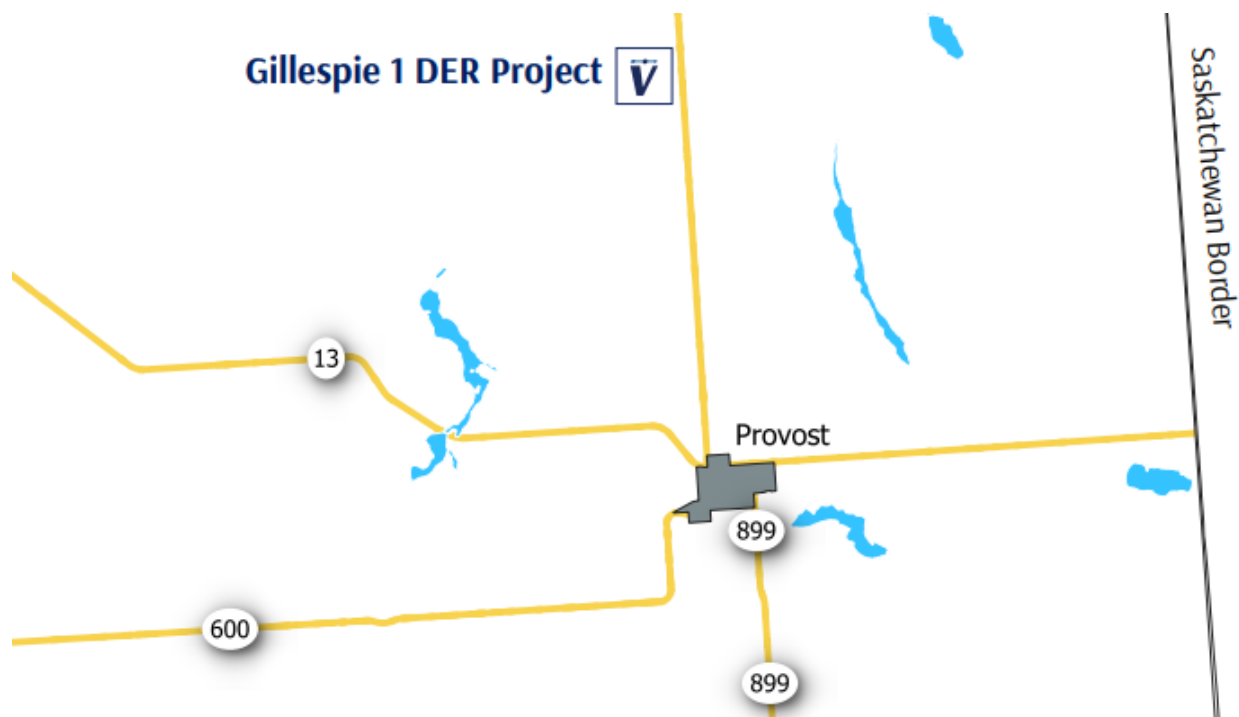 Gillespie 1 DER Project
V
Saskatchewan Border
13
Provost
899
600
899